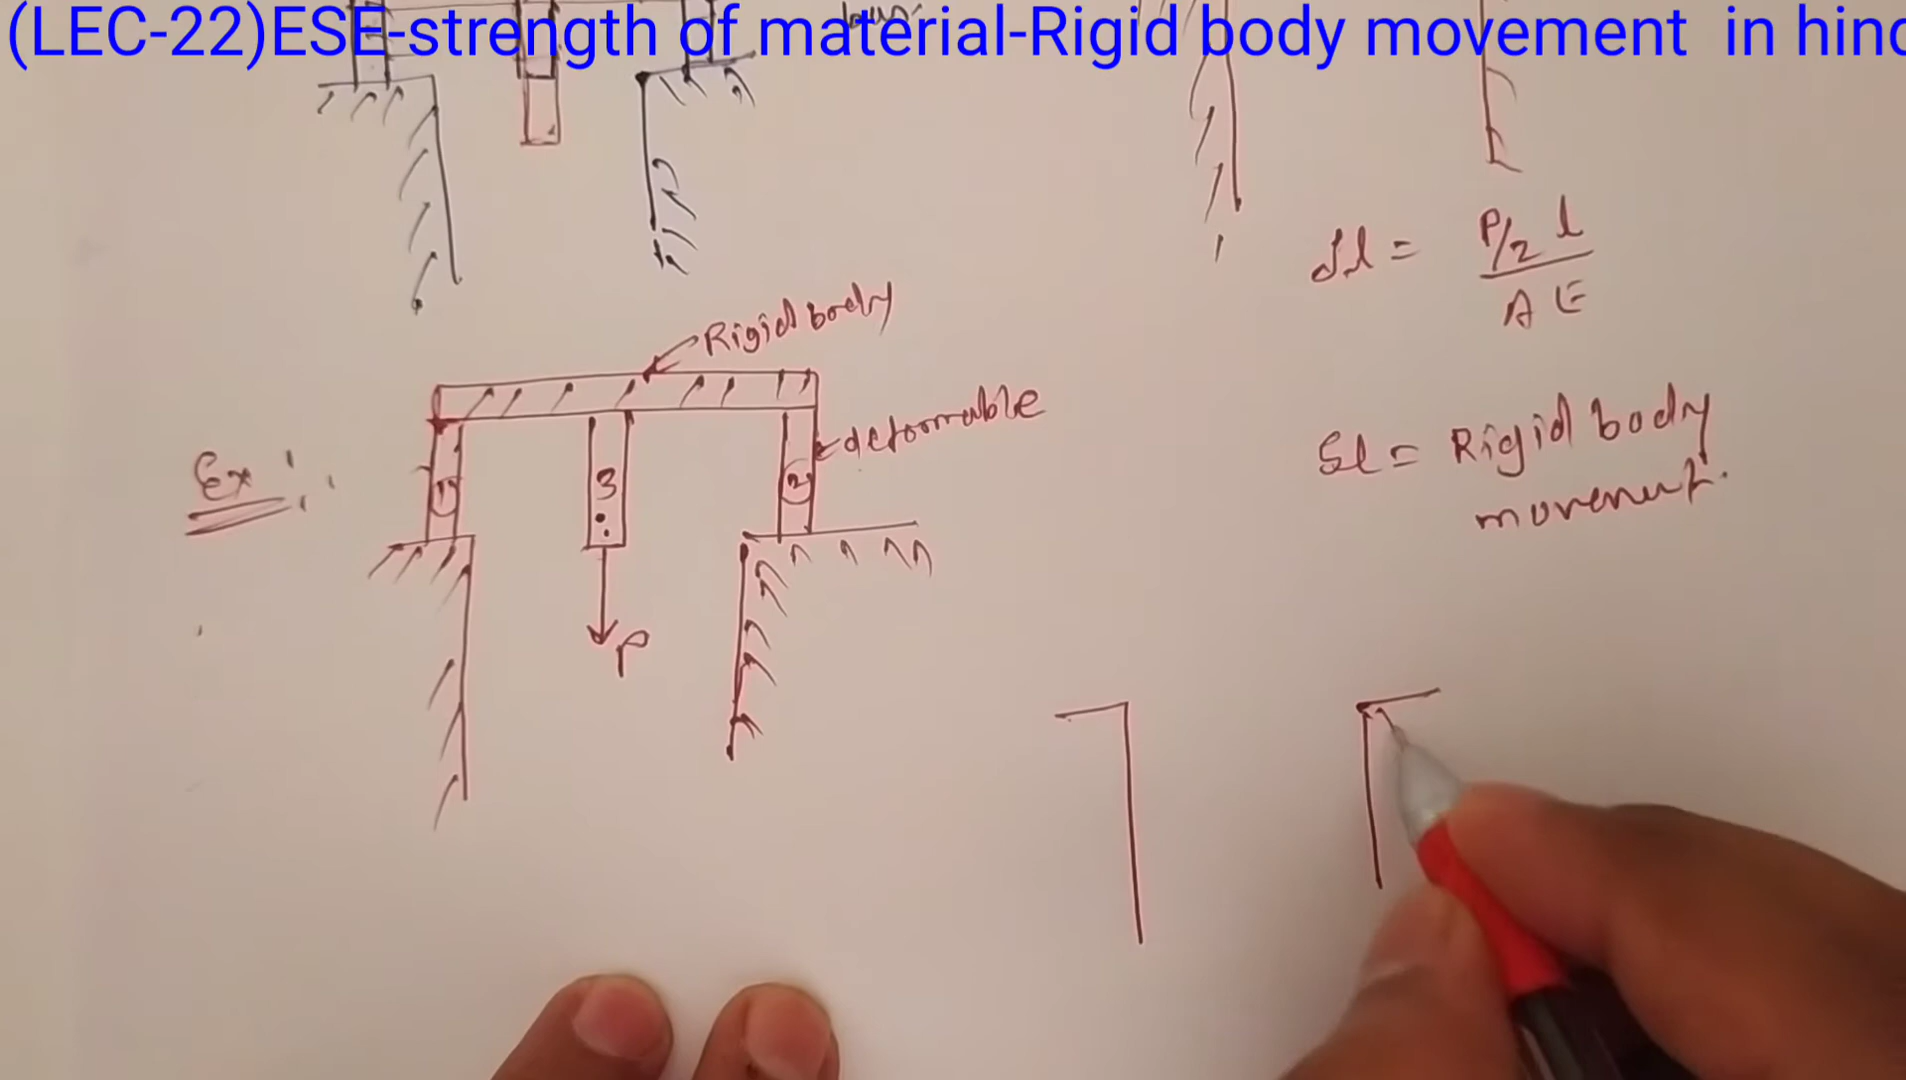 (LEC-22)ESE-strength of material-Rigid body movement in hind
δl = P/2 l
A E
Rigid body
deformable
Ex:
1
3
2
δl = Rigid body
movement.
P